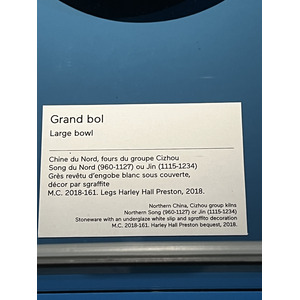 Grand bol
Large bowl
Chine du Nord, fours du groupe Cizhou
Song du Nord (960-1127) ou Jin (1115-1234)
Grès revêtu d'engobe blanc sous couverte,
décor par sgraffite
M.C. 2018-161. Legs Harley Hall Preston, 2018.
Northern China, Cizhou group kilns
Northern Song (960-1127) or Jin (1115-1234)
Stoneware with an underglaze white slip and sgraffito decoration
M.C. 2018-161. Harley Hall Preston bequest, 2018.